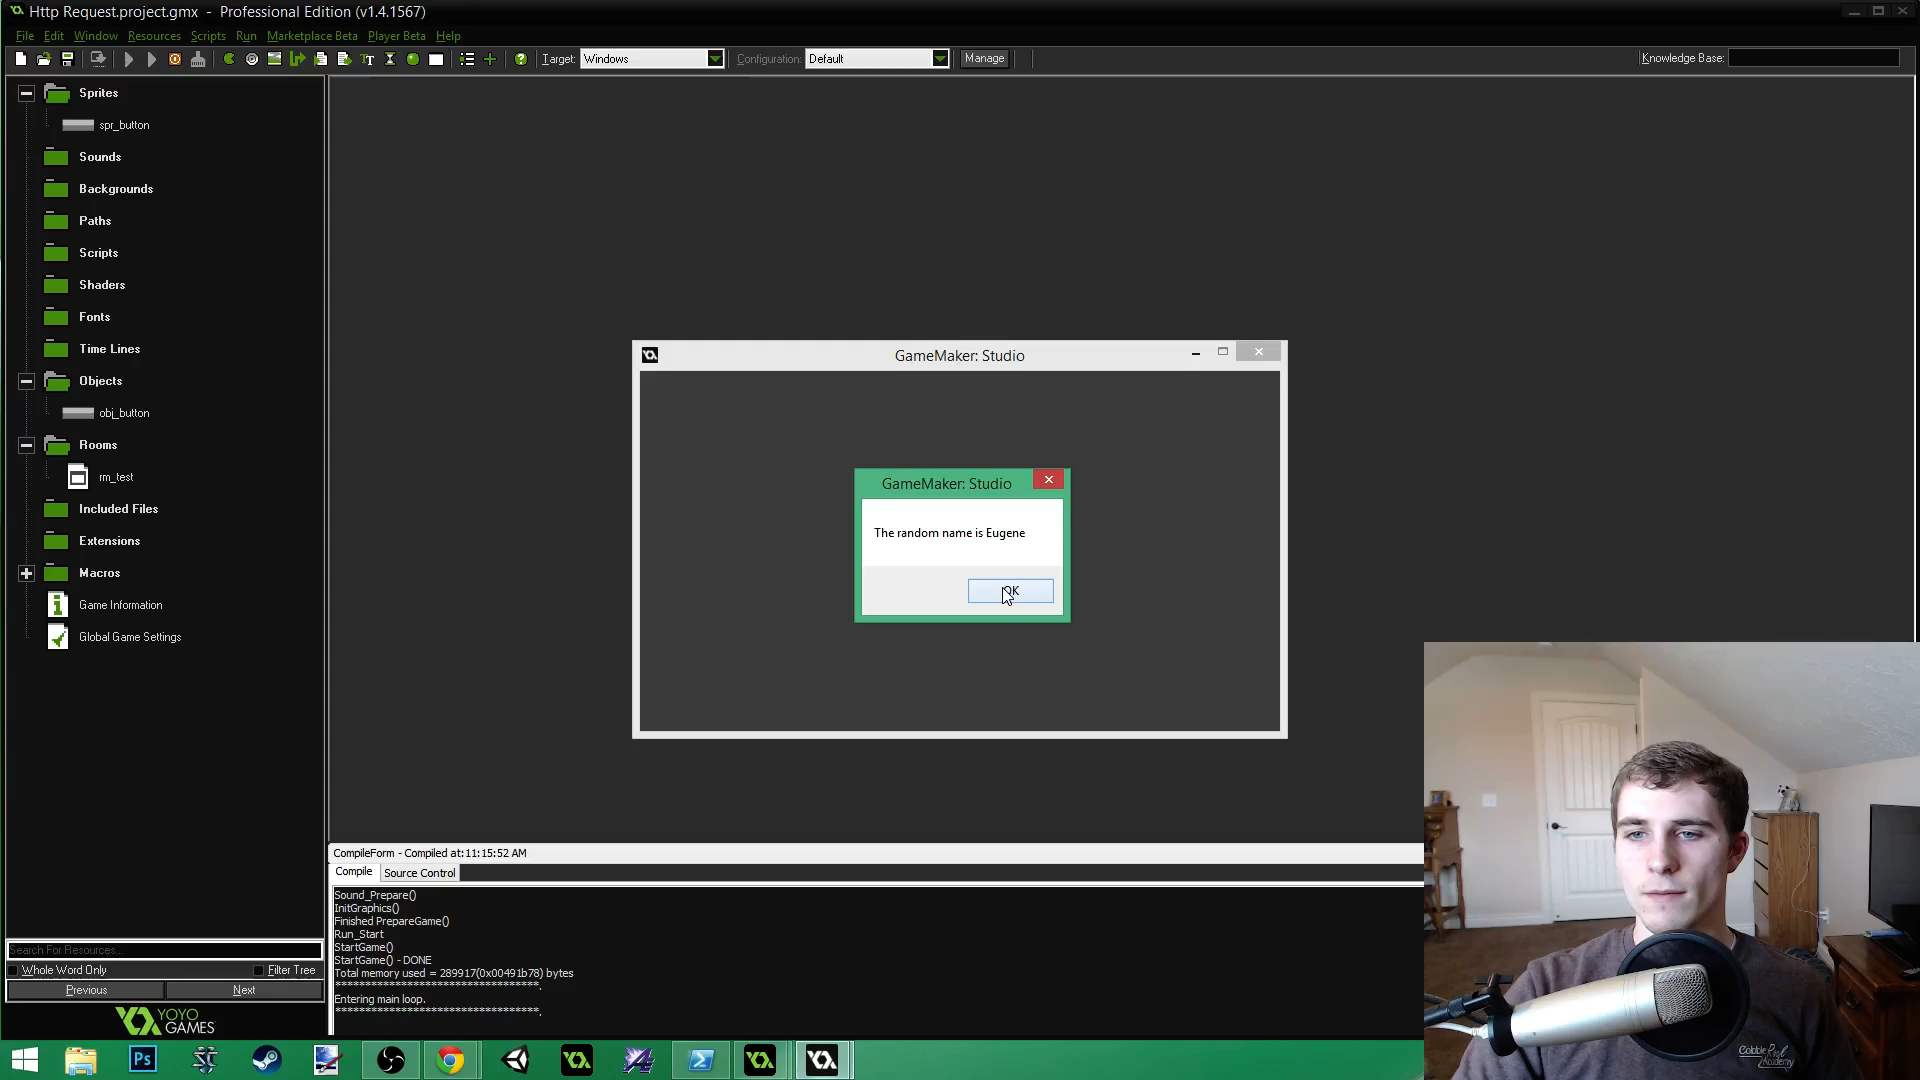 Http Request.project.gmx - Professional Edition (v1.4.1567)
File Edit Window Resources Scripts Run Marketplace Beta Player Beta Help
Target: Windows Configuration: Default Manage Knowledge Base:
Sprites
spr_button
Sounds
Backgrounds
Paths
Scripts
Shaders
Fonts
Time Lines
Objects
obj_button
Rooms
rm_test
Included Files
Extensions
Macros
Game Information
Global Game Settings
Search For Resources...
Whole Word Only Filter Tree
Previous Next
YOYO
GAMES
GameMaker: Studio
GameMaker: Studio
The random name is Eugene
OK
CompileForm - Compiled at:11:15:52 AM
Compile Source Control
Sound_Prepare()
InitGraphics()
Finished PrepareGame()
Run_Start
StartGame()
StartGame() - DONE
Total memory used = 289917(0x00491b78) bytes
**************************************.
Entering main loop.
**************************************.
Ps